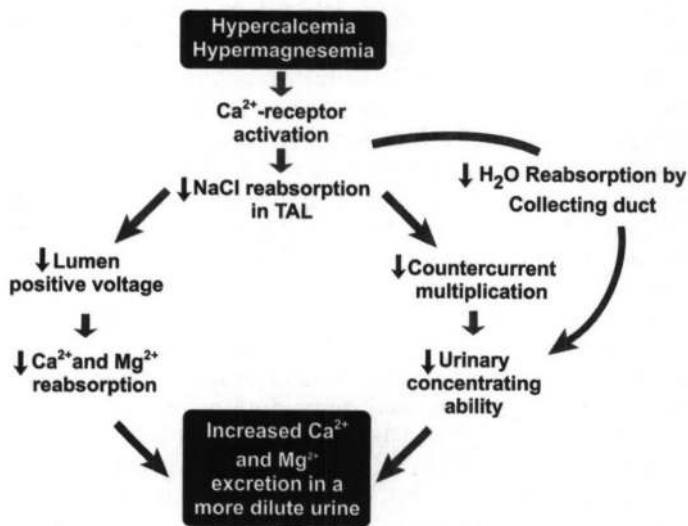 Hypercalcemia
Hypermagnesemia
Ca²⁺-receptor
activation
↓NaCl reabsorption
in TAL
↓H₂O Reabsorption by
Collecting duct
↓Lumen
positive voltage
↓Countercurrent
multiplication
↓Ca²⁺and Mg²⁺
reabsorption
↓Urinary
concentrating
ability
Increased Ca²⁺
and Mg²⁺
excretion in a
more dilute urine